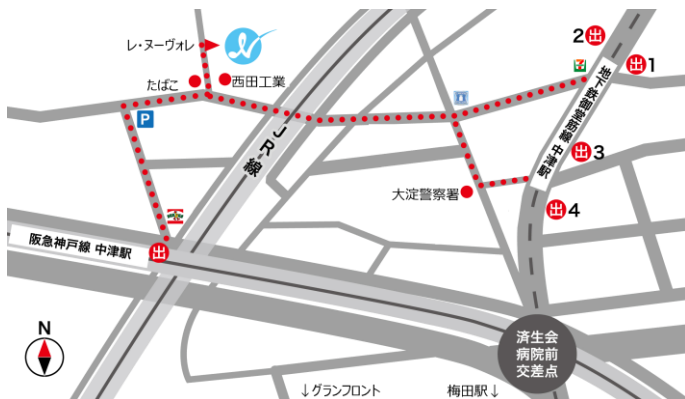 レ・ヌーヴォレ
2出
出1
たばこ
西田工業
P
地下鉄御堂筋線 中津駅
JR線
出3
大淀警察署
出4
阪急神戸線 中津駅
出
N
済生会
病院前
交差点
↓グランフロント
梅田駅↓